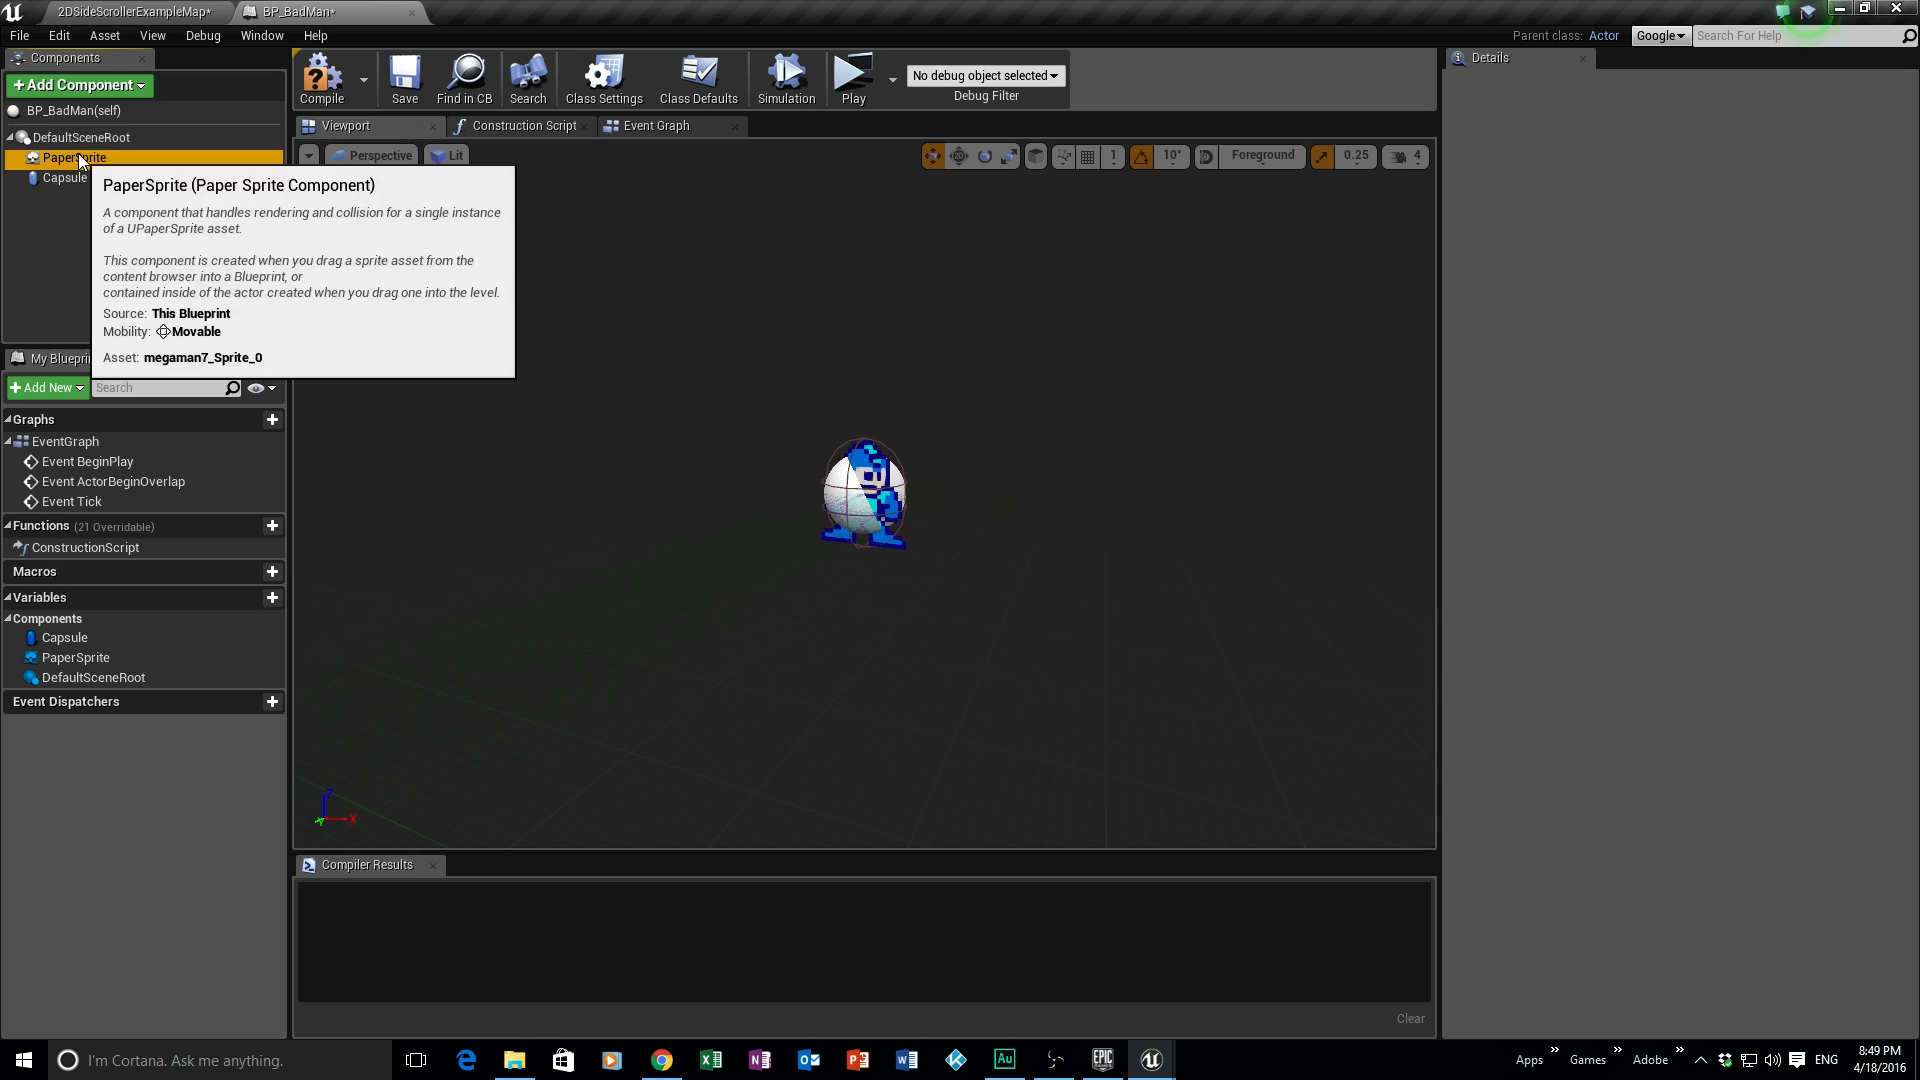 2DSideScrollerExampleMap*
BP_BadMan*
File Edit Asset View Debug Window Help
Parent class: Actor
Google
Search For Help
Components
Add Component
BP_BadMan(self)
DefaultSceneRoot
PaperSprite
Capsule
Compile
Save
Find in CB
Search
Class Settings
Class Defaults
Simulation
Play
No debug object selected
Debug Filter
Details
Viewport
Construction Script
Event Graph
Perspective
Lit
1
10°
Foreground
0.25
4
PaperSprite (Paper Sprite Component)
A component that handles rendering and collision for a single instance
of a UPaperSprite asset.
This component is created when you drag a sprite asset from the
content browser into a Blueprint, or
contained inside of the actor created when you drag one into the level.
Source: This Blueprint
Mobility: Movable
Asset: megaman7_Sprite_0
My Bluepri
Add New
Search
Graphs
EventGraph
Event BeginPlay
Event ActorBeginOverlap
Event Tick
Functions (21 Overridable)
ConstructionScript
Macros
Variables
Components
Capsule
PaperSprite
DefaultSceneRoot
Event Dispatchers
Z
X
Y
Compiler Results
Clear
I'm Cortana. Ask me anything.
Au
EPIC
Apps
Games
Adobe
ENG
8:49 PM
4/18/2016